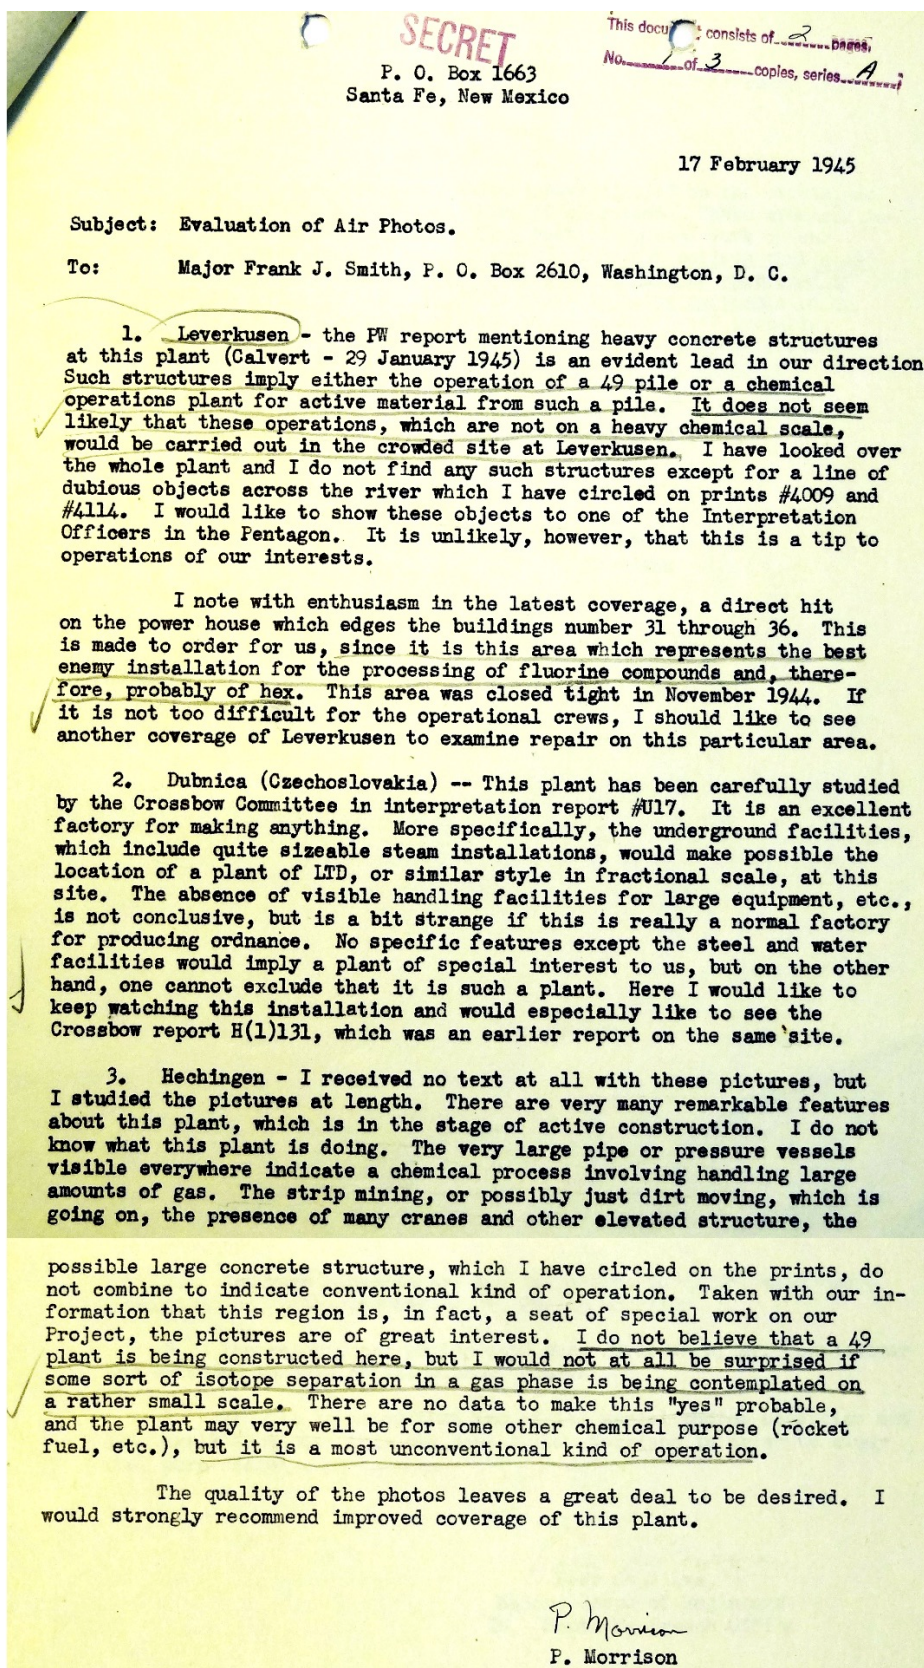 SECRET
This docu t consists of 2 pages,
No. 1 of 3 copies, series A
P. O. Box 1663
Santa Fe, New Mexico
17 February 1945
Subject: Evaluation of Air Photos.
To: Major Frank J. Smith, P. O. Box 2610, Washington, D. C.
1. Leverkusen - the PW report mentioning heavy concrete structures
at this plant (Calvert - 29 January 1945) is an evident lead in our direction
Such structures imply either the operation of a 49 pile or a chemical
operations plant for active material from such a pile. It does not seem
likely that these operations, which are not on a heavy chemical scale,
would be carried out in the crowded site at Leverkusen. I have looked over
the whole plant and I do not find any such structures except for a line of
dubious objects across the river which I have circled on prints #4009 and
#4114. I would like to show these objects to one of the Interpretation
Officers in the Pentagon. It is unlikely, however, that this is a tip to
operations of our interests.
I note with enthusiasm in the latest coverage, a direct hit
on the power house which edges the buildings number 31 through 36. This
is made to order for us, since it is this area which represents the best
enemy installation for the processing of fluorine compounds and, there-
fore, probably of hex. This area was closed tight in November 1944. If
it is not too difficult for the operational crews, I should like to see
another coverage of Leverkusen to examine repair on this particular area.
2. Dubnica (Czechoslovakia) -- This plant has been carefully studied
by the Crossbow Committee in interpretation report #U17. It is an excellent
factory for making anything. More specifically, the underground facilities,
which include quite sizeable steam installations, would make possible the
location of a plant of LTD, or similar style in fractional scale, at this
site. The absence of visible handling facilities for large equipment, etc.,
is not conclusive, but is a bit strange if this is really a normal factory
for producing ordnance. No specific features except the steel and water
facilities would imply a plant of special interest to us, but on the other
hand, one cannot exclude that it is such a plant. Here I would like to
keep watching this installation and would especially like to see the
Crossbow report H(1)131, which was an earlier report on the same site.
3. Hechingen - I received no text at all with these pictures, but
I studied the pictures at length. There are very many remarkable features
about this plant, which is in the stage of active construction. I do not
know what this plant is doing. The very large pipe or pressure vessels
visible everywhere indicate a chemical process involving handling large
amounts of gas. The strip mining, or possibly just dirt moving, which is
going on, the presence of many cranes and other elevated structure, the
possible large concrete structure, which I have circled on the prints, do
not combine to indicate conventional kind of operation. Taken with our in-
formation that this region is, in fact, a seat of special work on our
Project, the pictures are of great interest. I do not believe that a 49
plant is being constructed here, but I would not at all be surprised if
some sort of isotope separation in a gas phase is being contemplated on
a rather small scale. There are no data to make this "yes" probable,
and the plant may very well be for some other chemical purpose (rocket
fuel, etc.), but it is a most unconventional kind of operation.
The quality of the photos leaves a great deal to be desired. I
would strongly recommend improved coverage of this plant.
P. Morrison
P. Morrison